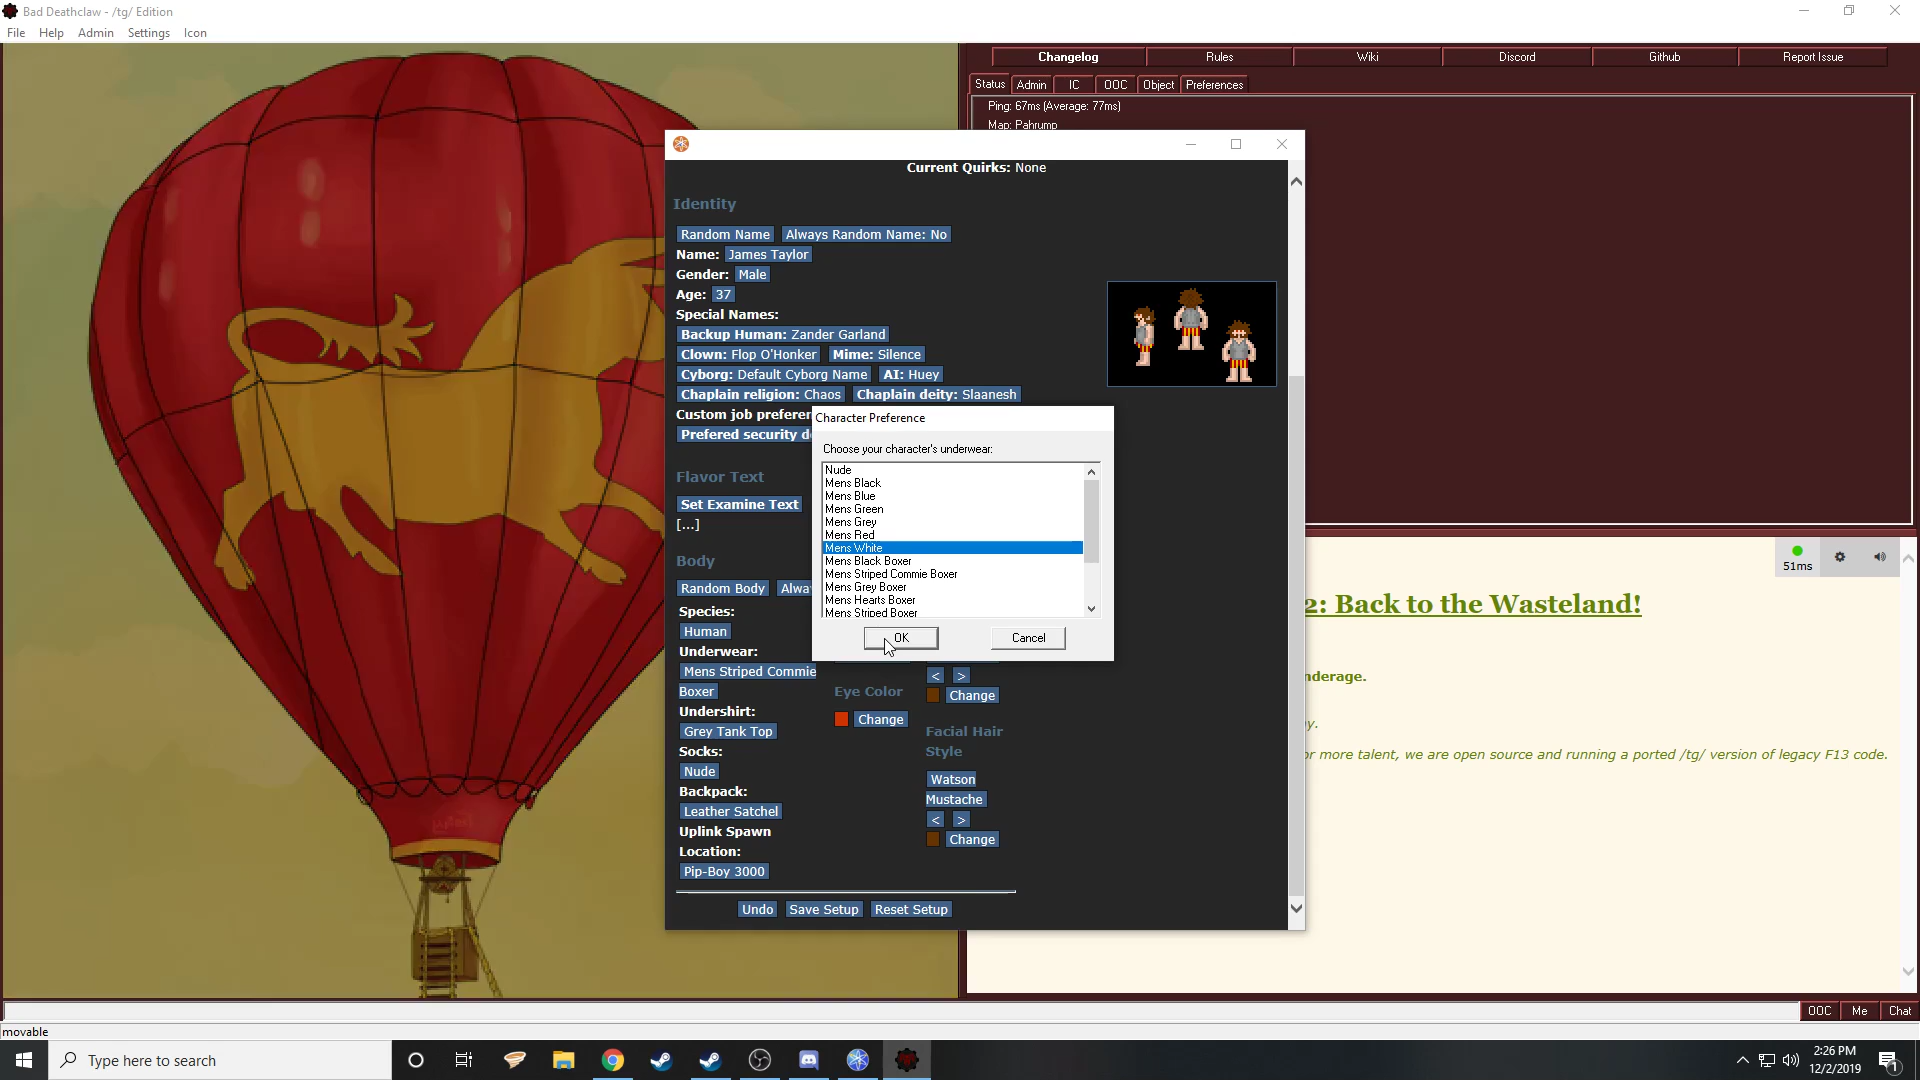 Bad Deathclaw - /tg/ Edition
File Help Admin Settings Icon
Changelog Rules Wiki Discord Github Report Issue
Status Admin IC OOC Object Preferences
Ping: 67ms (Average: 77ms)
Map: Pahrump
Current Quirks: None
Identity
Random Name Always Random Name: No
Name: James Taylor
Gender: Male
Age: 37
Special Names:
Backup Human: Zander Garland
Clown: Flop O'Honker Mime: Silence
Cyborg: Default Cyborg Name AI: Huey
Chaplain religion: Chaos Chaplain deity: Slaanesh
Custom job preferen
Prefered security d
Flavor Text
Set Examine Text
[...]
Body
Random Body Alwa
Species:
Human
Underwear:
Mens Striped Commie
Boxer
Undershirt:
Grey Tank Top
Socks:
Nude
Backpack:
Leather Satchel
Uplink Spawn
Location:
Pip-Boy 3000
Eye Color
Change
< >
Change
Facial Hair
Style
Watson
Mustache
< >
Change
Undo Save Setup Reset Setup
Character Preference
Choose your character's underwear:
Nude
Mens Black
Mens Blue
Mens Green
Mens Grey
Mens Red
Mens White
Mens Black Boxer
Mens Striped Commie Boxer
Mens Grey Boxer
Mens Hearts Boxer
Mens Striped Boxer
OK Cancel
51ms
2: Back to the Wasteland!
nderage.
y.
or more talent, we are open source and running a ported /tg/ version of legacy F13 code.
OOC Me Chat
movable
Type here to search
2:26 PM
12/2/2019
1